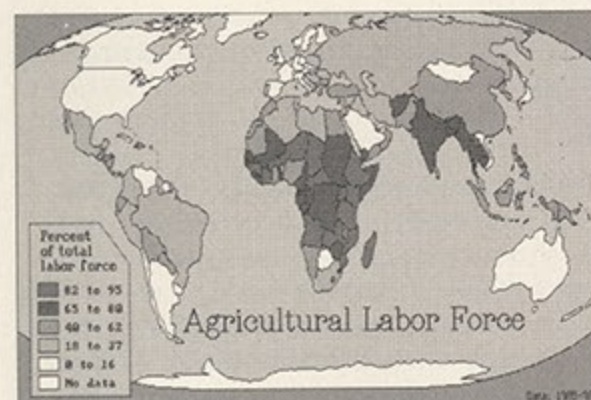 Percent
of total
labor force
82 to 95
65 to 80
40 to 62
18 to 37
0 to 16
No data
Agricultural Labor Force